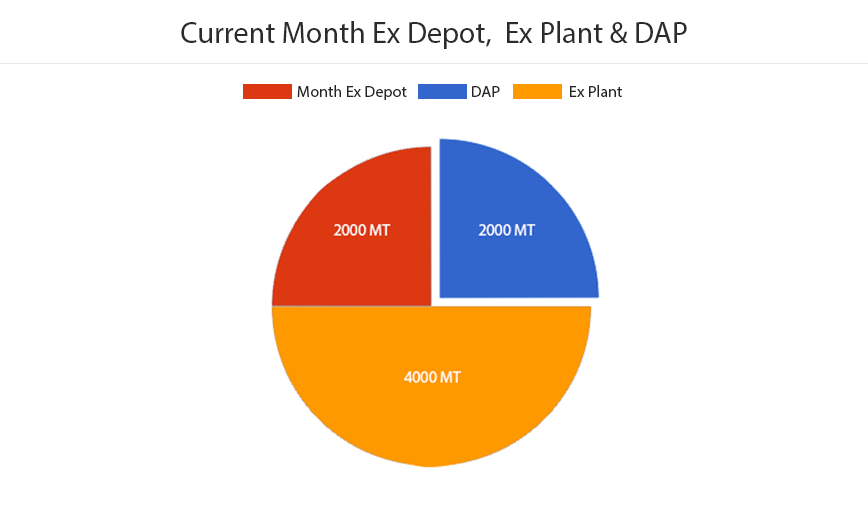 Current Month Ex Depot,  Ex Plant & DAP
Month Ex Depot DAP Ex Plant
2000 MT 2000 MT
4000 MT